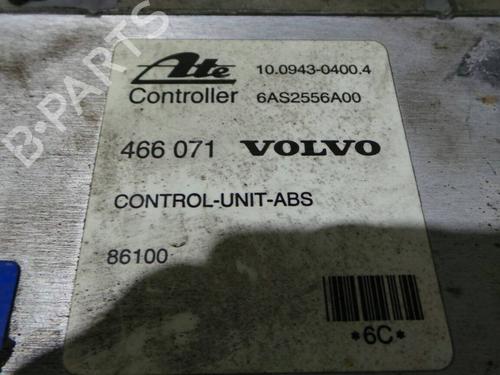 Ate 10.0943-0400.4
Controller 6AS2556A00
466 071 VOLVO
CONTROL-UNIT-ABS
86100
*6C*
B-PARTS